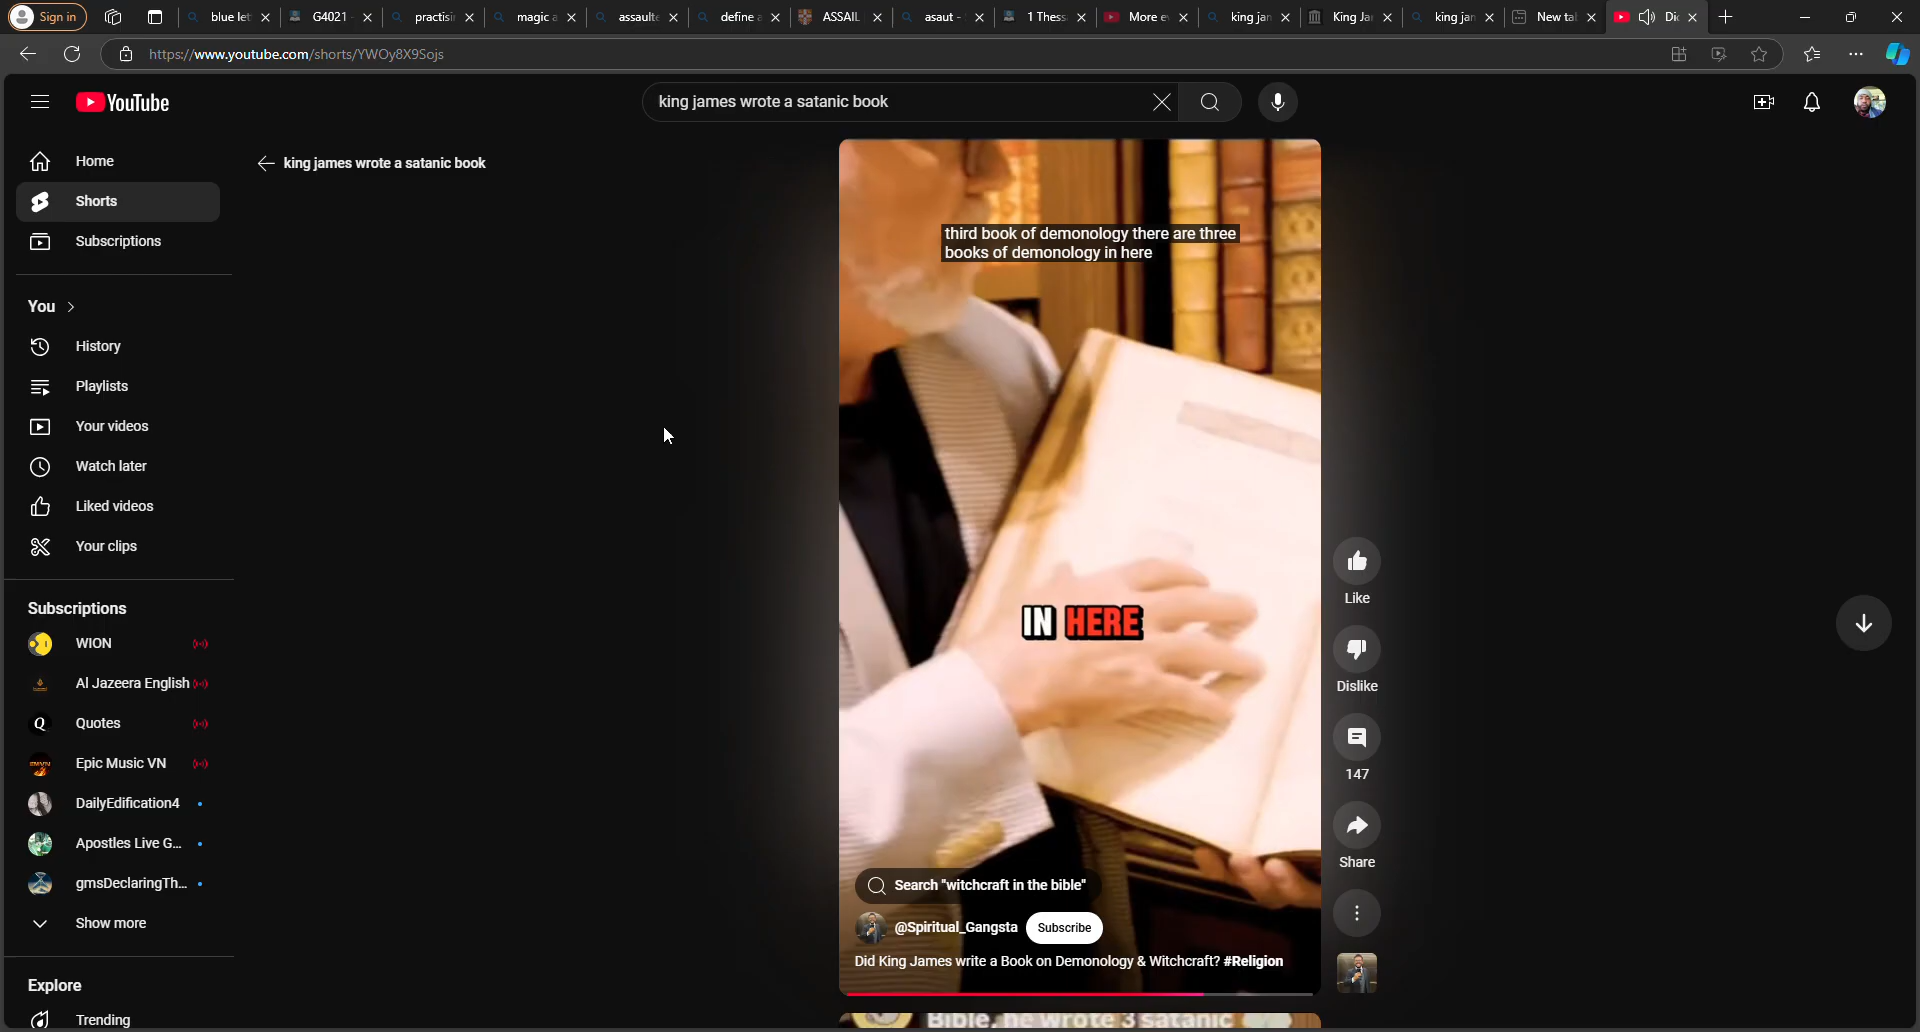 Sign in
blue let
G4021
practisi
magic a
assaulte
define a
ASSAIL
asaut -
1 Thess
More e
king jan
King Ja
king jan
New ta
Di
https://www.youtube.com/shorts/YWOy8X9Sojs
YouTube
king james wrote a satanic book
Home
king james wrote a satanic book
Shorts
Subscriptions
You
History
Playlists
Your videos
Watch later
Liked videos
Your clips
Subscriptions
WION
Al Jazeera English
Quotes
Epic Music VN
DailyEdification4
Apostles Live G...
gmsDeclaringTh...
Show more
Explore
Trending
third book of demonology there are three
books of demonology in here
IN HERE
Search "witchcraft in the bible"
@Spiritual_Gangsta
Subscribe
Did King James write a Book on Demonology & Witchcraft? #Religion
Like
Dislike
147
Share
Bible, he wrote 3 satanic